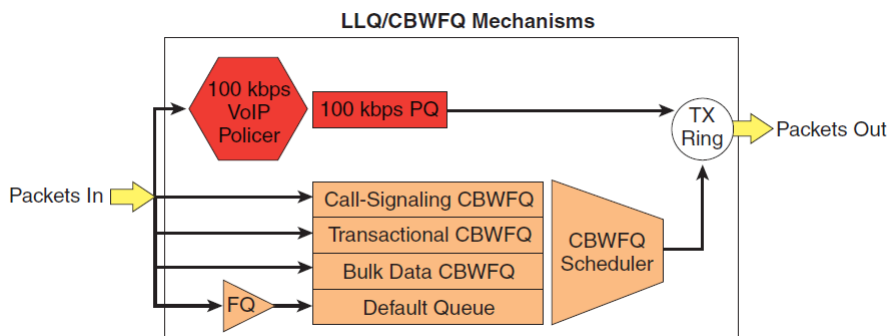 LLQ/CBWFQ Mechanisms
100 kbps
VoIP
Policer
100 kbps PQ
TX
Ring
Packets Out
Packets In
Call-Signaling CBWFQ
Transactional CBWFQ
Bulk Data CBWFQ
FQ
Default Queue
CBWFQ
Scheduler